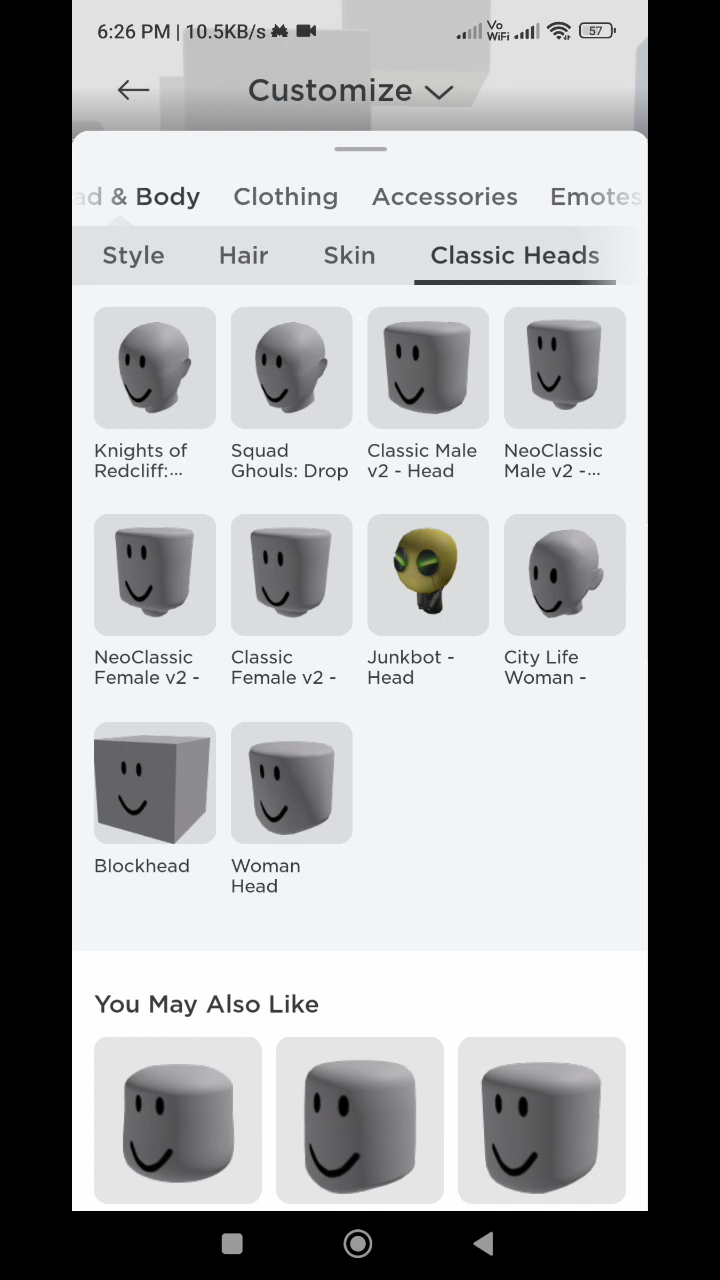 6:26 PM | 10.5KB/s
Vo
WiFi
57
Customize
ad & Body Clothing Accessories Emotes
Style Hair Skin Classic Heads
Knights of
Redcliff:...
Squad
Ghouls: Drop
Classic Male
v2 - Head
NeoClassic
Male v2 -...
NeoClassic
Female v2 -
Classic
Female v2 -
Junkbot -
Head
City Life
Woman -
Blockhead
Woman
Head
You May Also Like